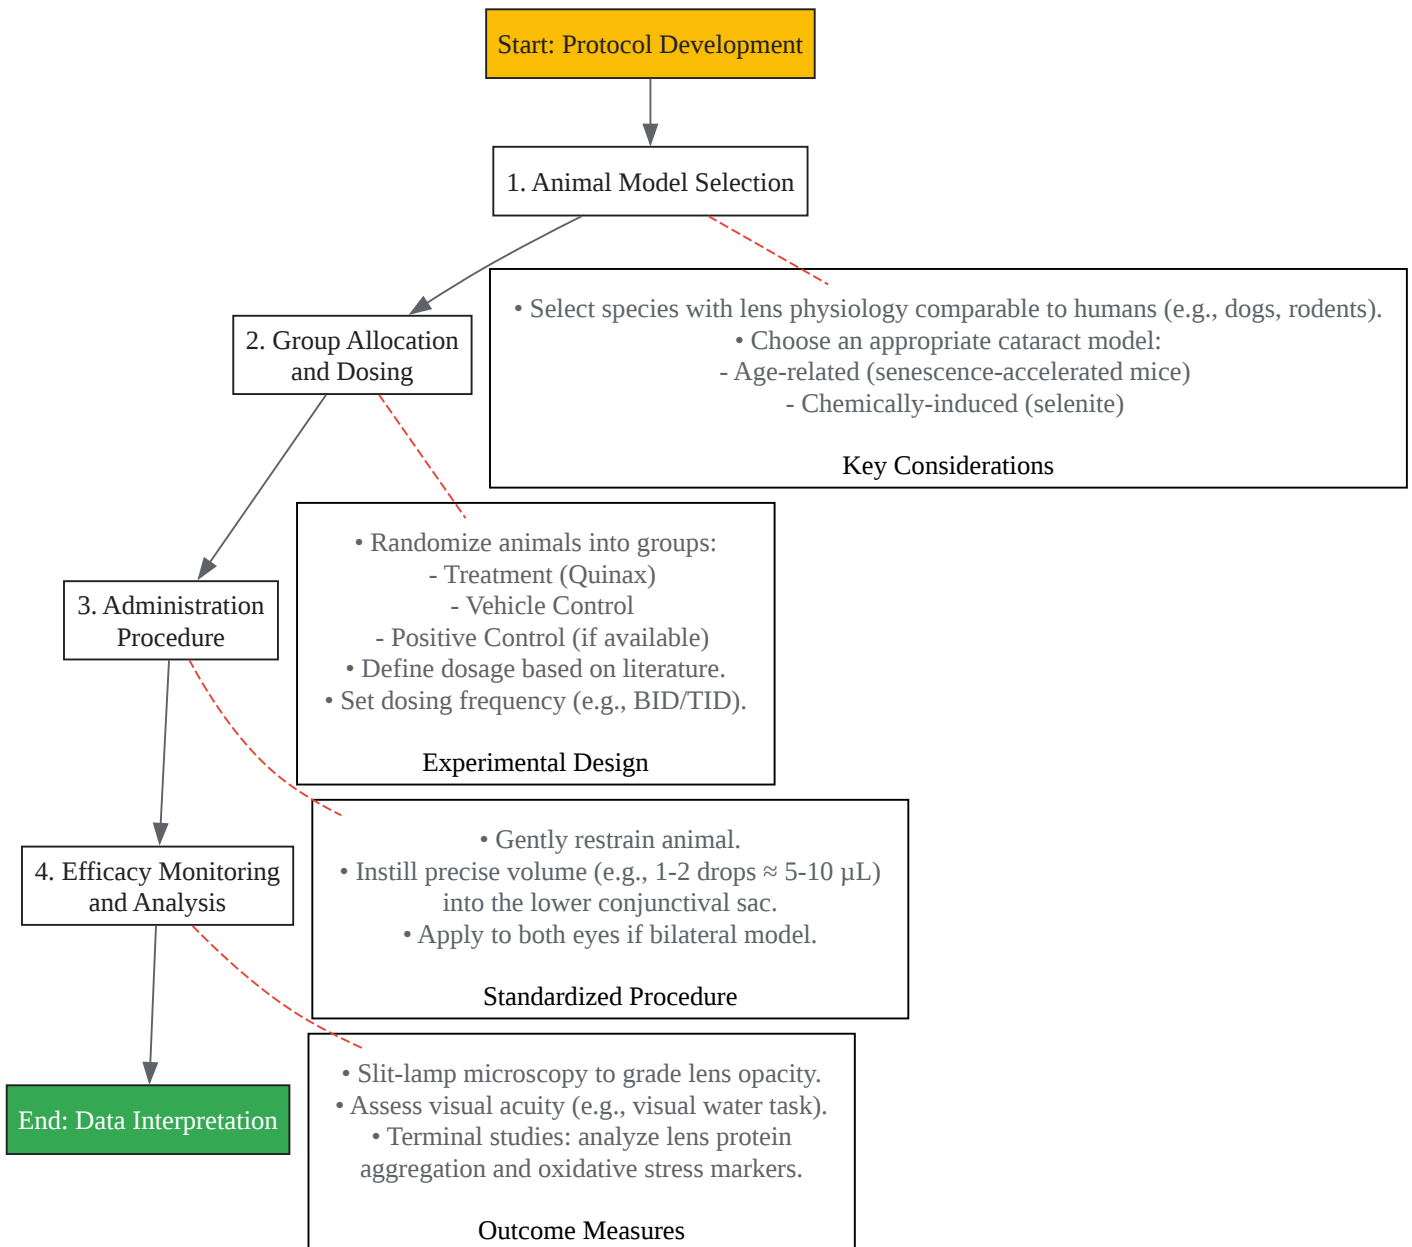 Start: Protocol Development
1. Animal Model Selection
• Select species with lens physiology comparable to humans (e.g., dogs, rodents).
• Choose an appropriate cataract model:
- Age-related (senescence-accelerated mice)
- Chemically-induced (selenite)
Key Considerations
2. Group Allocation
and Dosing
• Randomize animals into groups:
- Treatment (Quinax)
- Vehicle Control
- Positive Control (if available)
• Define dosage based on literature.
• Set dosing frequency (e.g., BID/TID).
Experimental Design
3. Administration
Procedure
• Gently restrain animal.
• Instill precise volume (e.g., 1-2 drops ≈ 5-10 µL)
into the lower conjunctival sac.
• Apply to both eyes if bilateral model.
Standardized Procedure
4. Efficacy Monitoring
and Analysis
• Slit-lamp microscopy to grade lens opacity.
• Assess visual acuity (e.g., visual water task).
• Terminal studies: analyze lens protein
aggregation and oxidative stress markers.
Outcome Measures
End: Data Interpretation